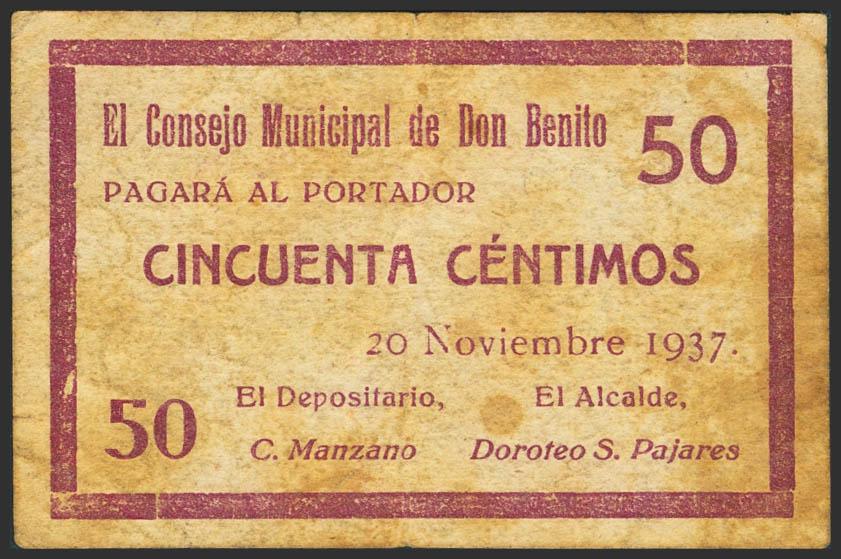 El Consejo Municipal de Don Benito
50
PAGARÁ AL PORTADOR
CINCUENTA CÉNTIMOS
20 Noviembre 1937.
El Depositario,
El Alcalde,
50
C. Manzano
Doroteo S. Pajares